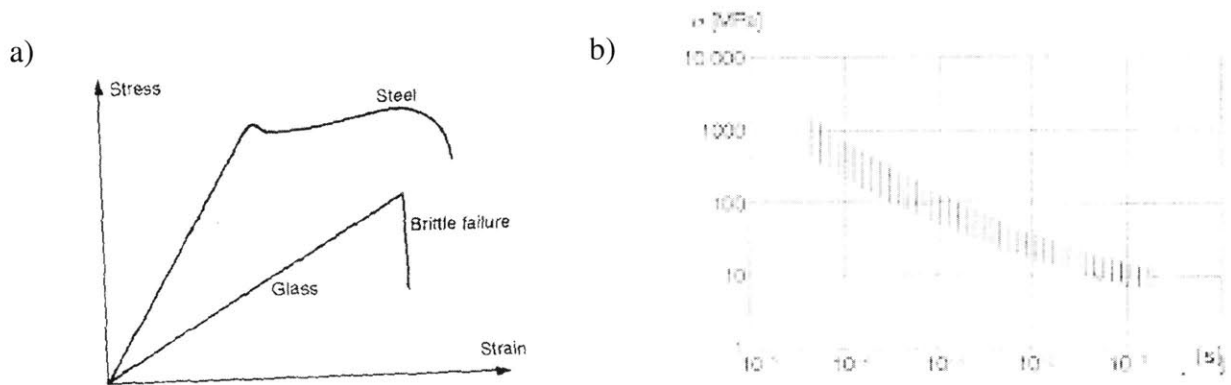 a)
Stress
Steel
Brittle failure
Glass
Strain
b)
[MPa]
10.000
1000
100
10
[s]